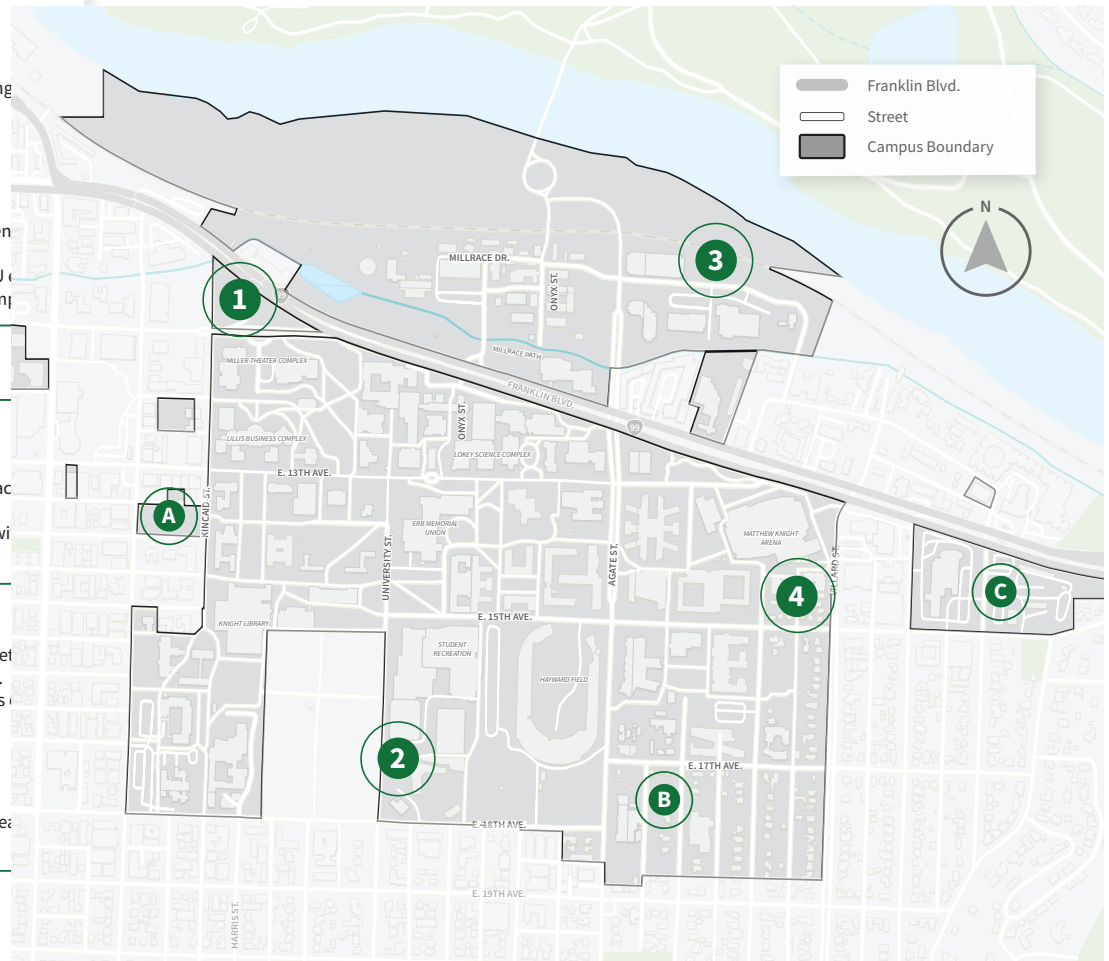 Franklin Blvd.
Street
Campus Boundary
N
3
MILLRACE DR.
ONYX ST.
1
MILLRACE PATH.
MILLER THEATER COMPLEX
FRANKLIN BLVD
99
ONYX ST.
LILLIS BUSINESS COMPLEX
LOKEY SCIENCE COMPLEX
E. 13TH AVE.
A
KINCAID ST.
ERB MEMORIAL
UNION
MATTHEW KNIGHT
ARENA
UNIVERSITY ST.
AGATE ST.
4
C
E. 15TH AVE.
KNIGHT LIBRARY
STUDENT
RECREATION
HAYWARD FIELD
2
E. 17TH AVE.
B
E. 18TH AVE.
E. 19TH AVE.
HARRIS ST.